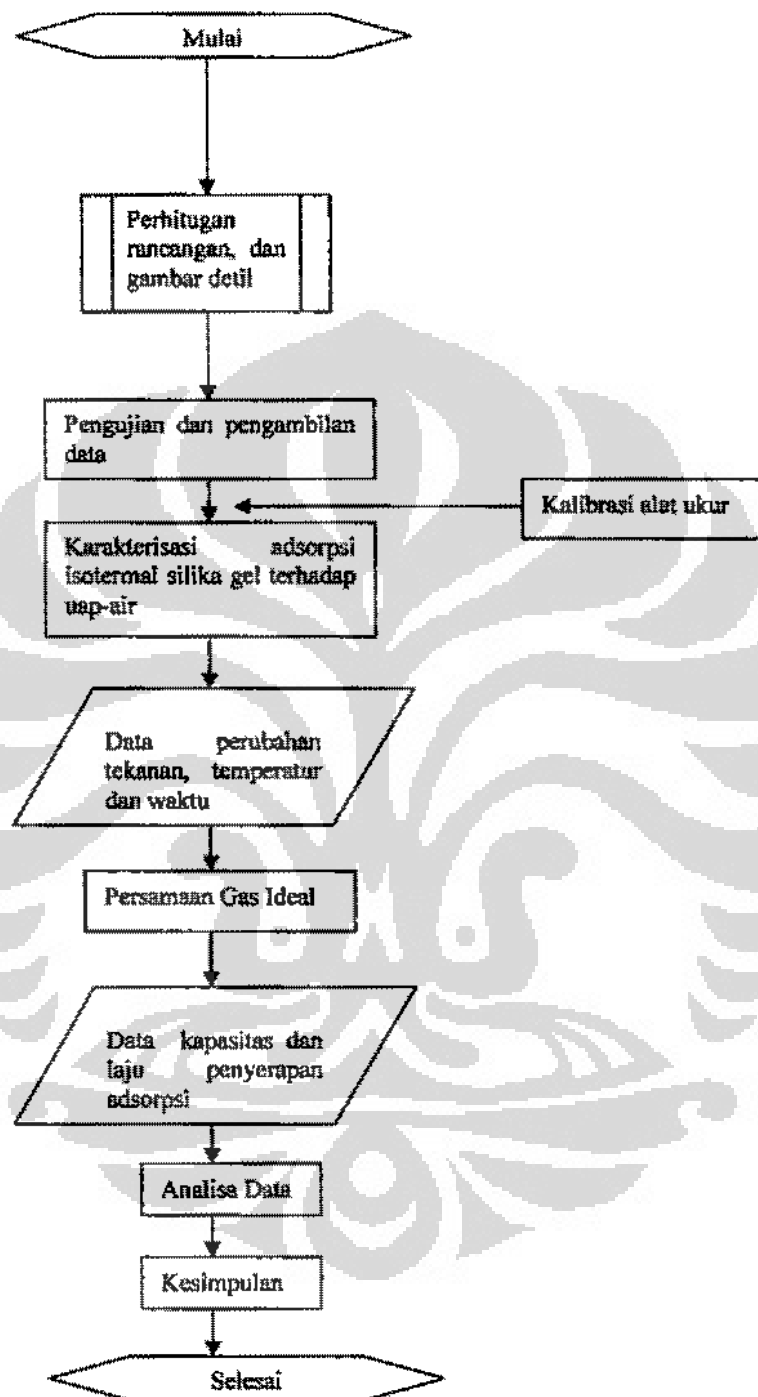 Mulai
Perhitugan
rancangan, dan
gambar detil
Pengujian dan pengambilan
data
Kalibrasi alat ukur
Karakterisasi adsorpsi
isotermal silika gel terhadap
uap-air
Data perubahan
tekanan, temperatur
dan waktu
Persamaan Gas Ideal
Data kapasitas dan
laju penyerapan
adsorpsi
Analisa Data
Kesimpulan
Selesai